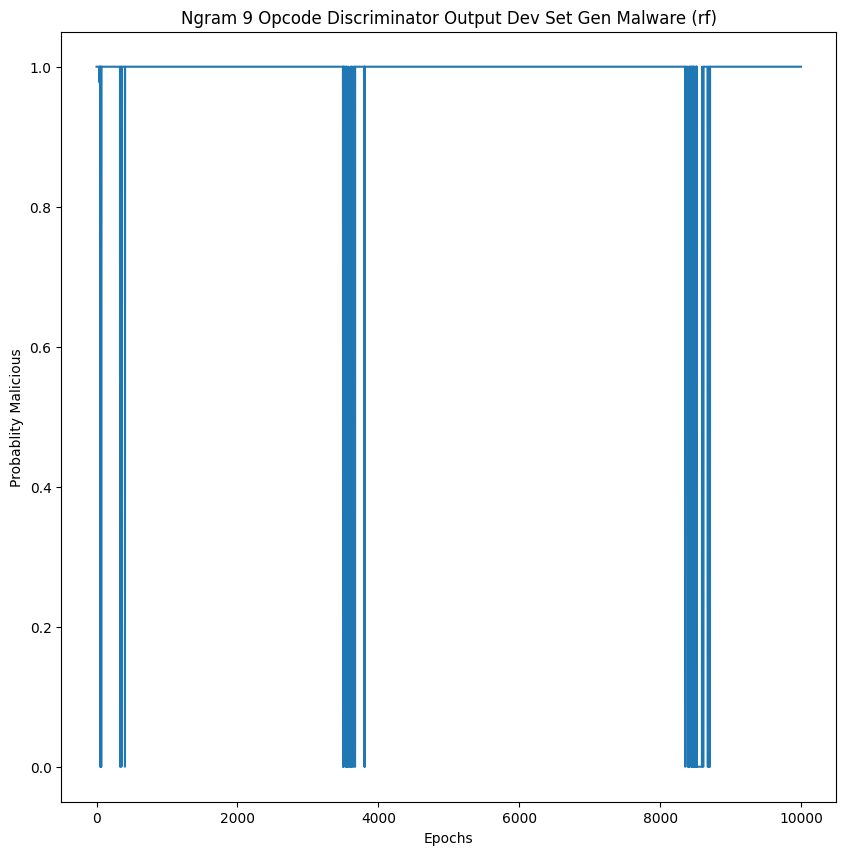 Ngram 9 Opcode Discriminator Output Dev Set Gen Malware (rf)
1.0
0.8
0.6
0.4
0.2
0.0
Probablity Malicious
0 2000 4000 6000 8000 10000
Epochs